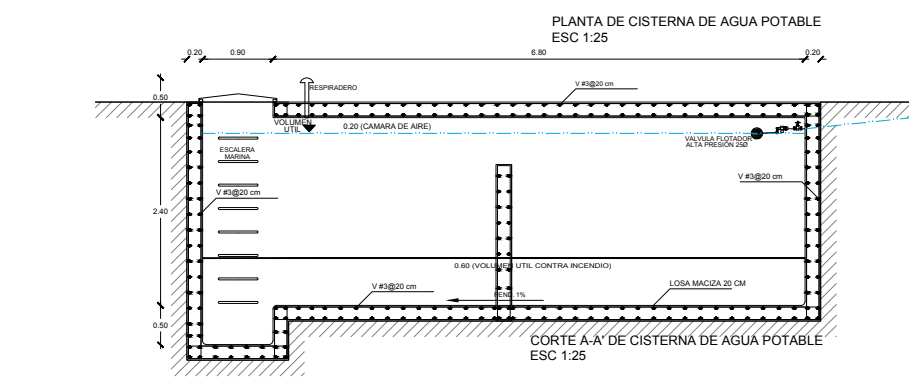 PLANTA DE CISTERNA DE AGUA POTABLE
ESC 1:25
0.20
0.90
6.80
0.20
0.50
RESPIRADERO
V #3@20 cm
VOLUMEN
UTIL
0.20 (CAMARA DE AIRE)
VALVULA FLOTADOR
ALTA PRESIÓN 25Ø
ESCALERA
MARINA
V #3@20 cm
V #3@20 cm
2.40
0.60 (VOLUMEN UTIL CONTRA INCENDIO)
V #3@20 cm
PEND. 1%
LOSA MACIZA 20 CM
0.50
CORTE A-A' DE CISTERNA DE AGUA POTABLE
ESC 1:25